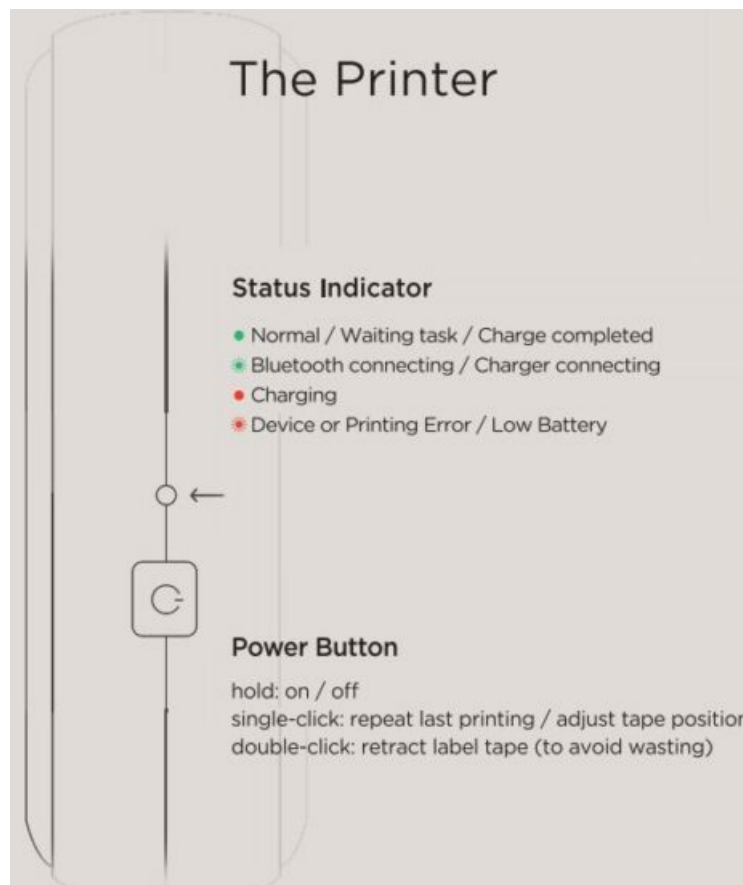 The Printer
Status Indicator
Normal / Waiting task / Charge completed
Bluetooth connecting / Charger connecting
Charging
Device or Printing Error / Low Battery
Power Button
hold: on / off
single-click: repeat last printing / adjust tape position
double-click: retract label tape (to avoid wasting)